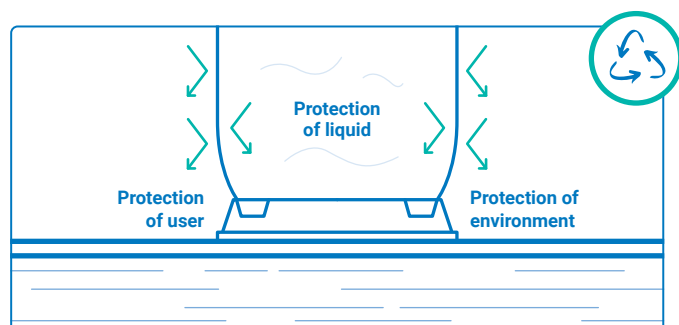 Protection
of liquid
Protection
of user
Protection of
environment